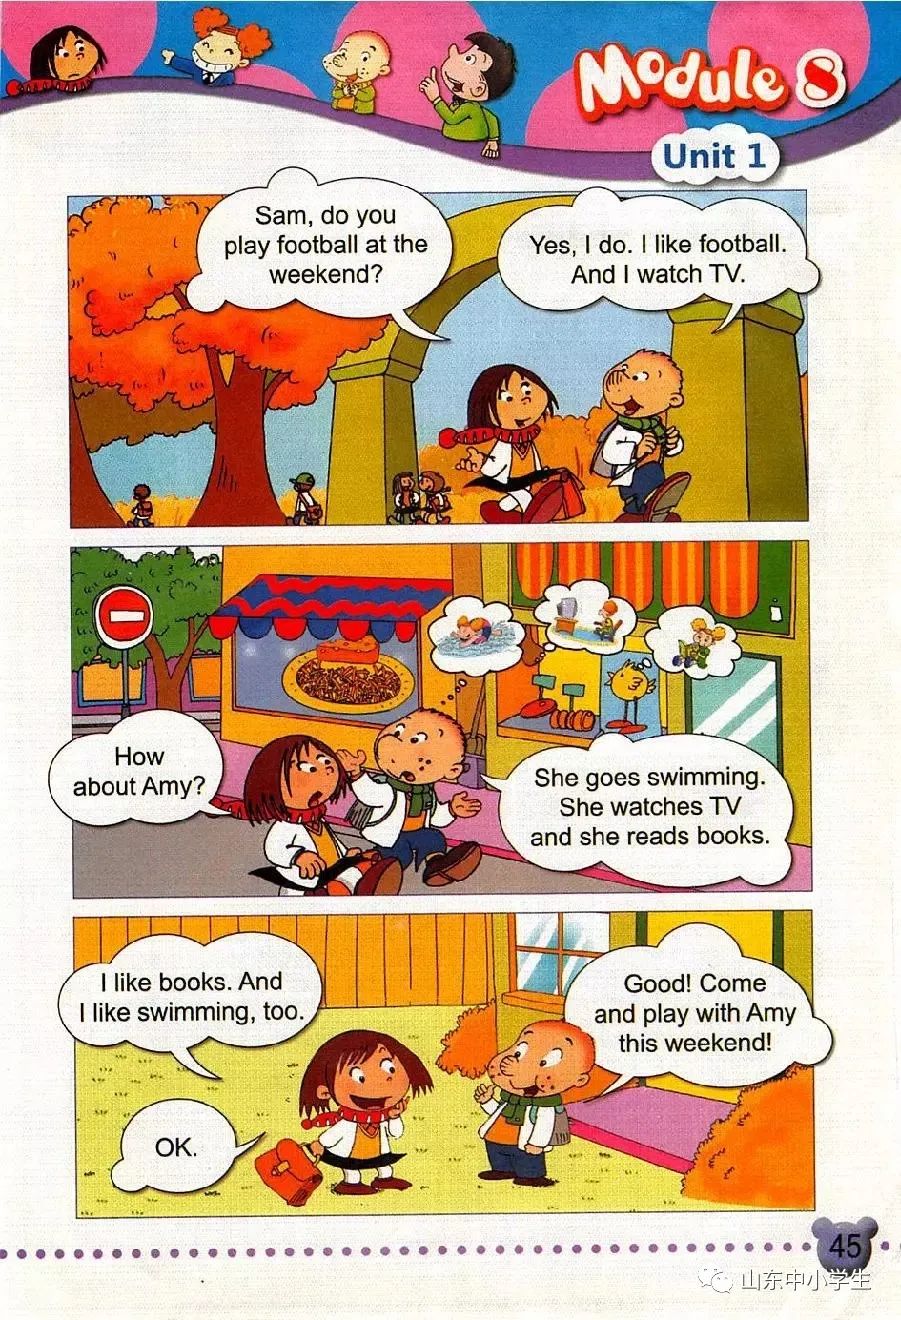 Module 8
Unit 1
Sam, do you
play football at the
weekend?
Yes, I do. I like football.
And I watch TV.
How
about Amy?
She goes swimming.
She watches TV
and she reads books.
I like books. And
I like swimming, too.
Good! Come
and play with Amy
this weekend!
OK.
45
山东中小学生